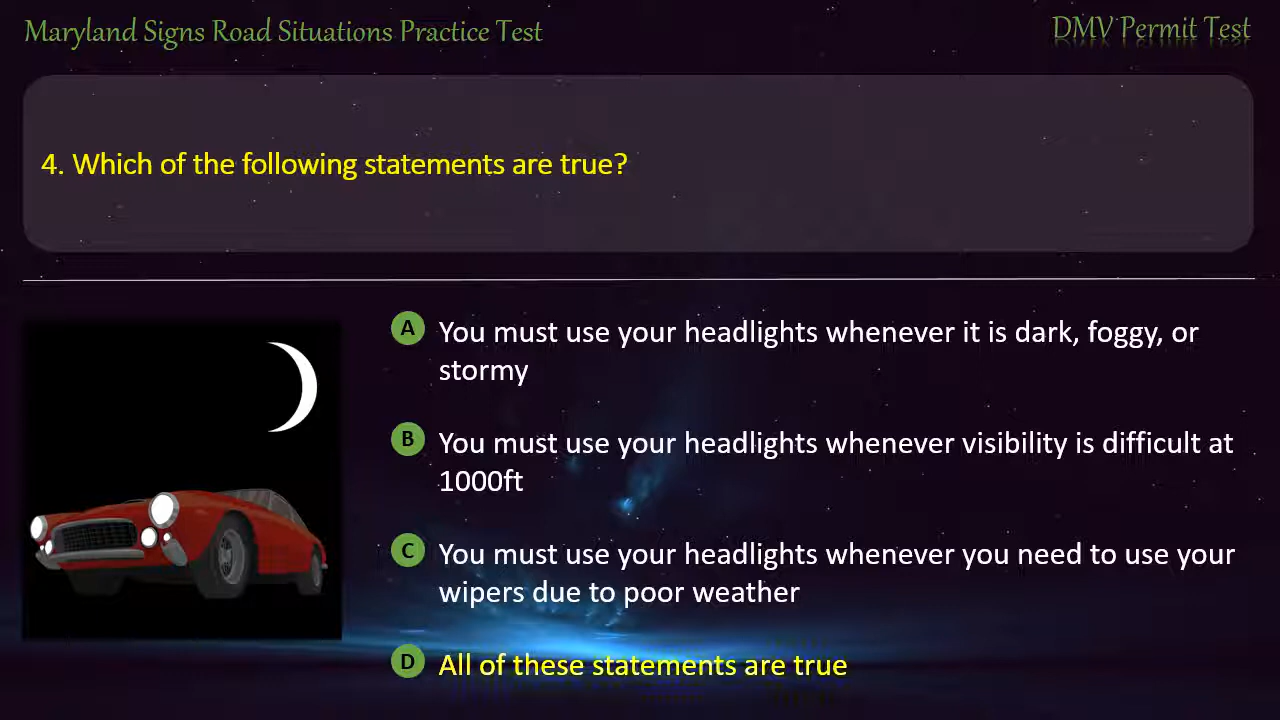 Maryland Signs Road Situations Practice Test
DMV Permit Test
4. Which of the following statements are true?
A You must use your headlights whenever it is dark, foggy, or
stormy
B You must use your headlights whenever visibility is difficult at
1000ft
C You must use your headlights whenever you need to use your
wipers due to poor weather
D All of these statements are true